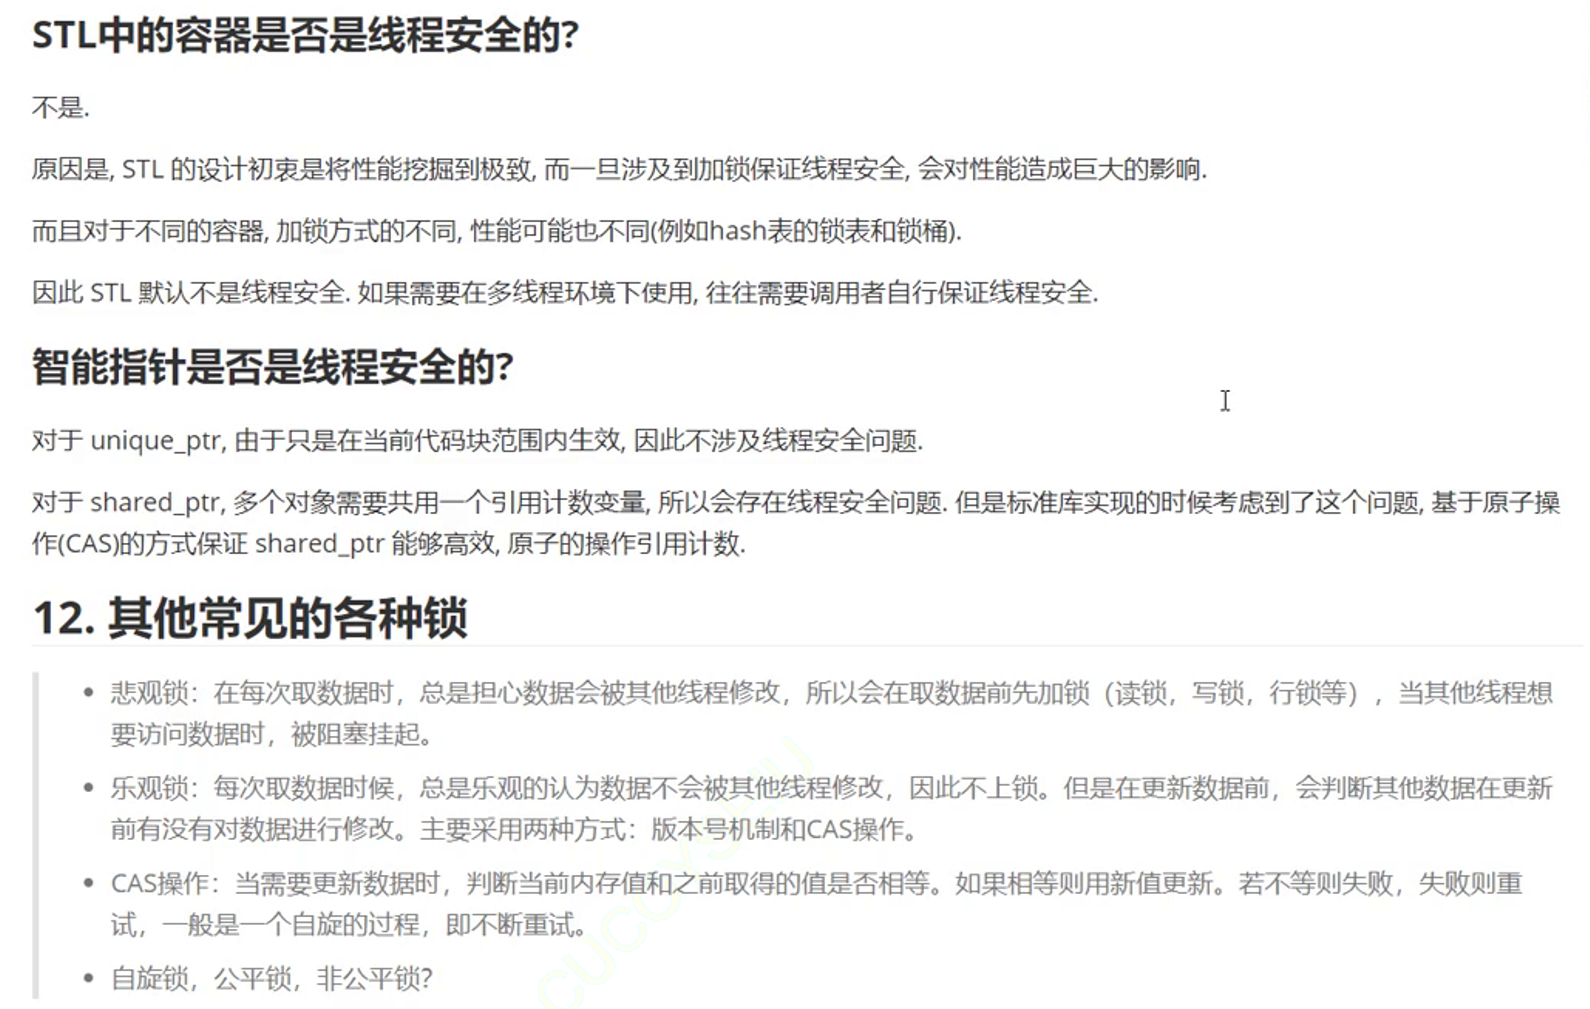 STL中的容器是否是线程安全的?
不是.
原因是, STL 的设计初衷是将性能挖掘到极致, 而一旦涉及到加锁保证线程安全, 会对性能造成巨大的影响.
而且对于不同的容器, 加锁方式的不同, 性能可能也不同(例如hash表的锁表和锁桶).
因此 STL 默认不是线程安全. 如果需要在多线程环境下使用, 往往需要调用者自行保证线程安全.
智能指针是否是线程安全的?
对于 unique_ptr, 由于只是在当前代码块范围内生效, 因此不涉及线程安全问题.
对于 shared_ptr, 多个对象需要共用一个引用计数变量, 所以会存在线程安全问题. 但是标准库实现的时候考虑到了这个问题, 基于原子操
作(CAS)的方式保证 shared_ptr 能够高效, 原子的操作引用计数.
12. 其他常见的各种锁
• 悲观锁：在每次取数据时，总是担心数据会被其他线程修改，所以会在取数据前先加锁（读锁，写锁，行锁等），当其他线程想
要访问数据时，被阻塞挂起。
• 乐观锁：每次取数据时候，总是乐观的认为数据不会被其他线程修改，因此不上锁。但是在更新数据前，会判断其他数据在更新
前有没有对数据进行修改。主要采用两种方式：版本号机制和CAS操作。
• CAS操作：当需要更新数据时，判断当前内存值和之前取得的值是否相等。如果相等则用新值更新。若不等则失败，失败则重
试，一般是一个自旋的过程，即不断重试。
• 自旋锁，公平锁，非公平锁?